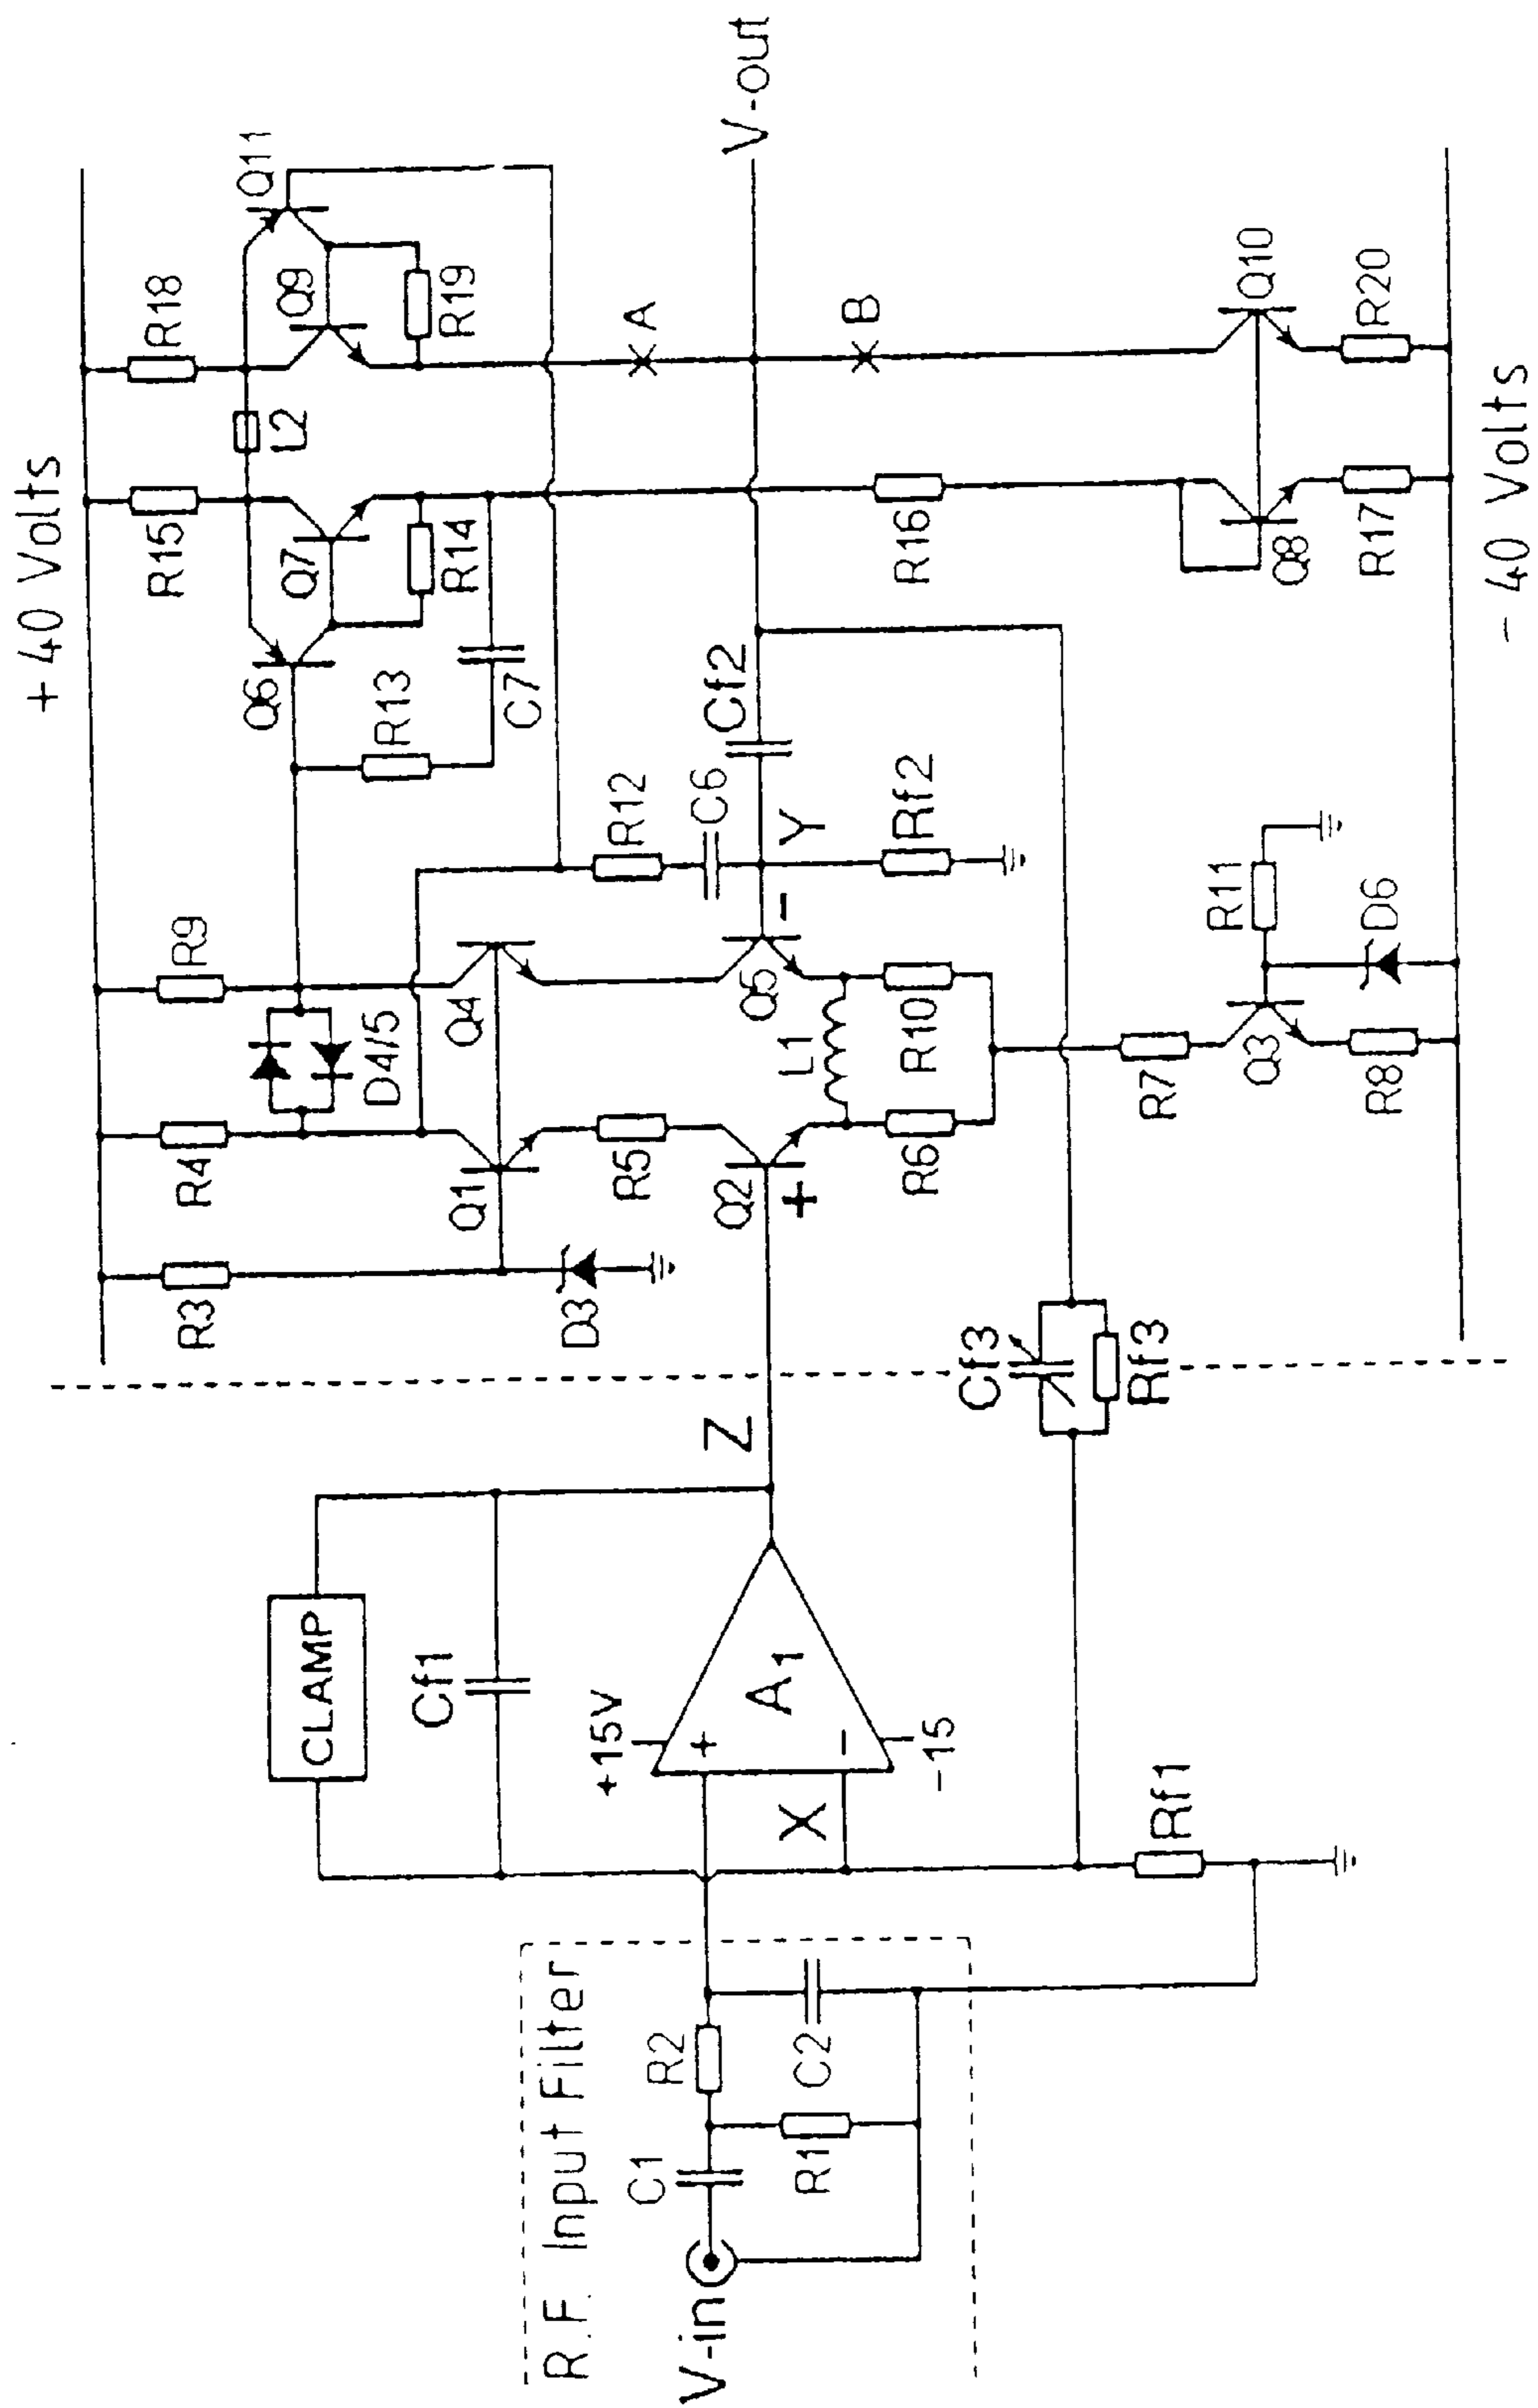 + 40 Volts
R3
R4
R9
R15
R18
D4/5
L2
Q6
Q7
Q9
Q11
R13
R14
R19
C7
Q1
Q4
D3
R5
R12
C6
Cf2
A
V-out
B
Q2
+
Q5
-
Y
L1
R6
R10
Rf2
R16
R7
R11
Q3
D6
R8
Q8
Q10
R17
R20
- 40 Volts
CLAMP
Cf1
+15V
+
A1
-
-15
X
Z
Cf3
Rf3
Rf1
R.F. Input Filter
V-in
C1
R2
R1
C2